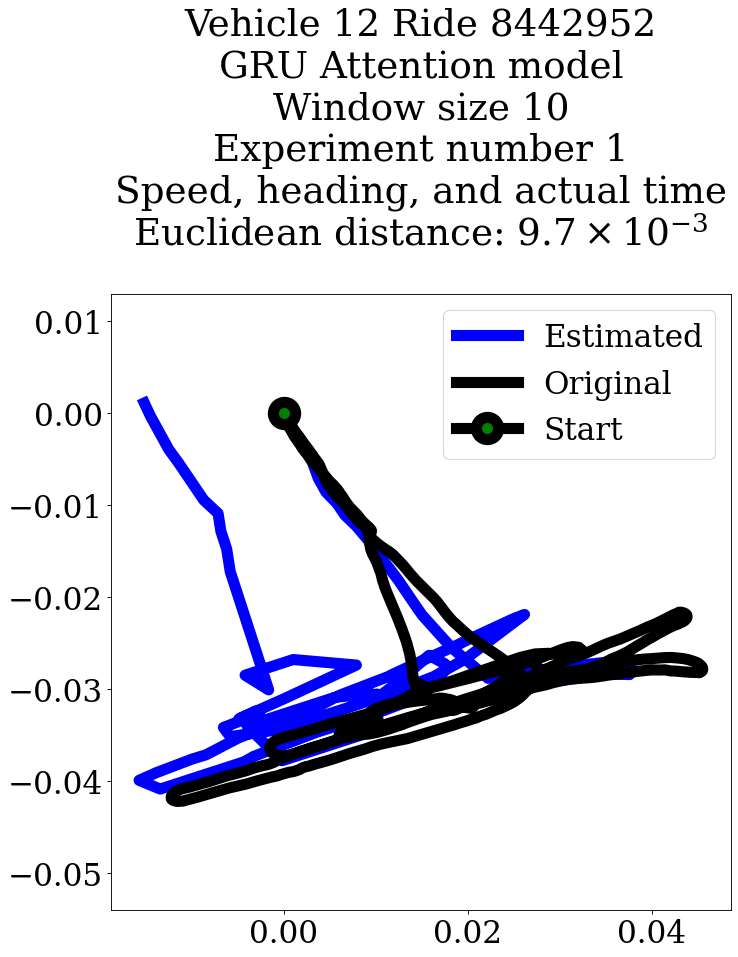 Vehicle 12 Ride 8442952
GRU Attention model
Window size 10
Experiment number 1
Speed, heading, and actual time
Euclidean distance: 9.7 × 10⁻³
0.01
0.00
−0.01
−0.02
−0.03
−0.04
−0.05
Estimated
Original
Start
0.00
0.02
0.04